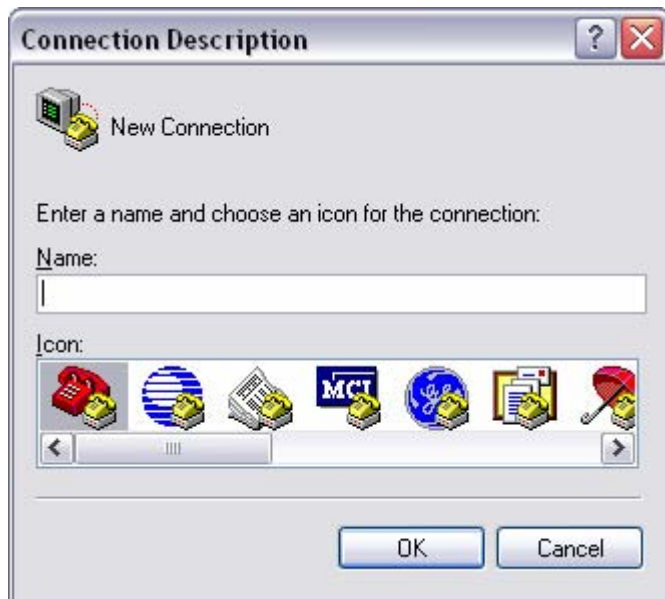 Connection Description
?
New Connection
Enter a name and choose an icon for the connection:
Name:
Icon:
MCI
OK Cancel